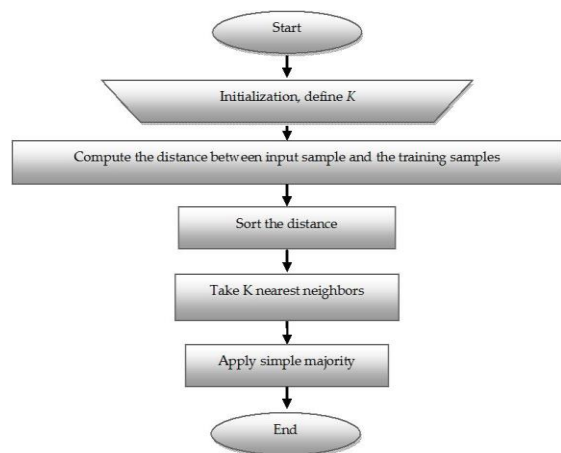 Start
Initialization, define K
Compute the distance between input sample and the training samples
Sort the distance
Take K nearest neighbors
Apply simple majority
End